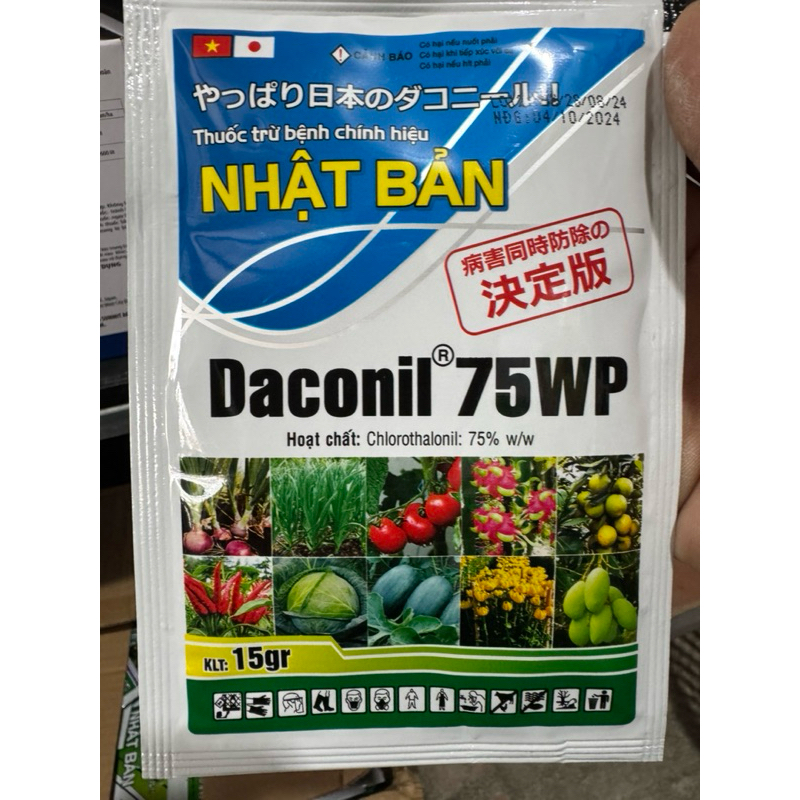 CẢNH BÁO
Có hại nếu nuốt phải
Có hại khi tiếp xúc với da
Có hại nếu hít phải
やっぱり日本のダコニール!!
28/08/24
NĐG:04/10/2024
Thuốc trừ bệnh chính hiệu
NHẬT BẢN
病害同時防除の
決定版
Daconil® 75WP
Hoạt chất: Chlorothalonil: 75% w/w
KLT: 15gr
NHẬT BẢN